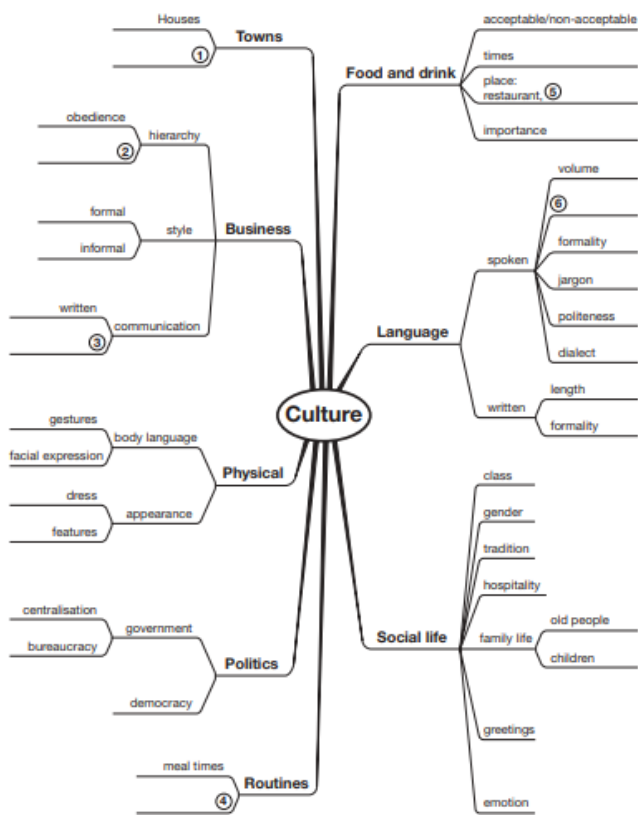 Houses
①
Towns
obedience
②
hierarchy
formal
informal
style
Business
written
③
communication
gestures
facial expression
body language
Physical
dress
features
appearance
centralisation
bureaucracy
government
Politics
democracy
meal times
④
Routines
Culture
Food and drink
acceptable/non-acceptable
times
place:
restaurant, ⑤
importance
Language
spoken
volume
⑥
formality
jargon
politeness
dialect
written
length
formality
Social life
class
gender
tradition
hospitality
family life
old people
children
greetings
emotion